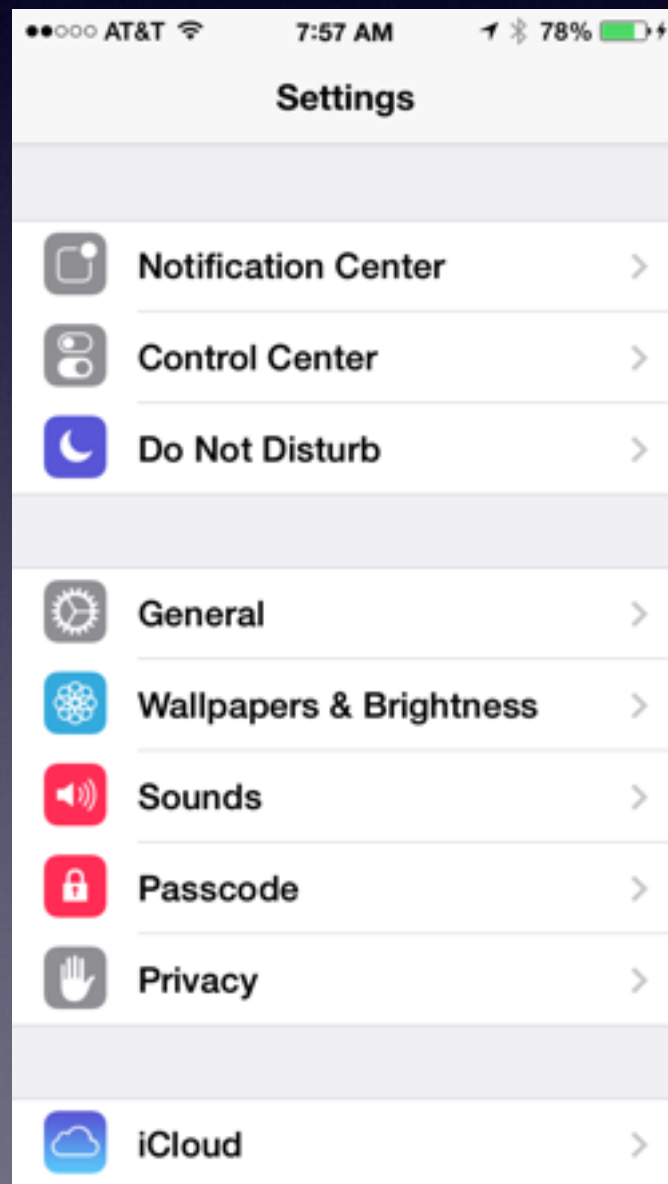 AT&T 7:57 AM 78%
Settings
Notification Center
Control Center
Do Not Disturb
General
Wallpapers & Brightness
Sounds
Passcode
Privacy
iCloud